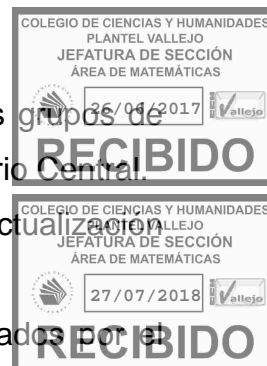 COLEGIO DE CIENCIAS Y HUMANIDADES
PLANTEL VALLEJO
JEFATURA DE SECCIÓN
ÁREA DE MATEMÁTICAS
s grupos de
26/06/2017
Vallejo
RECIBIDO
io Central.
COLEGIO DE CIENCIAS Y HUMANIDADES
ctualización
PLANTEL VALLEJO
JEFATURA DE SECCIÓN
ÁREA DE MATEMÁTICAS
27/07/2018
Vallejo
ados por el
RECIBIDO